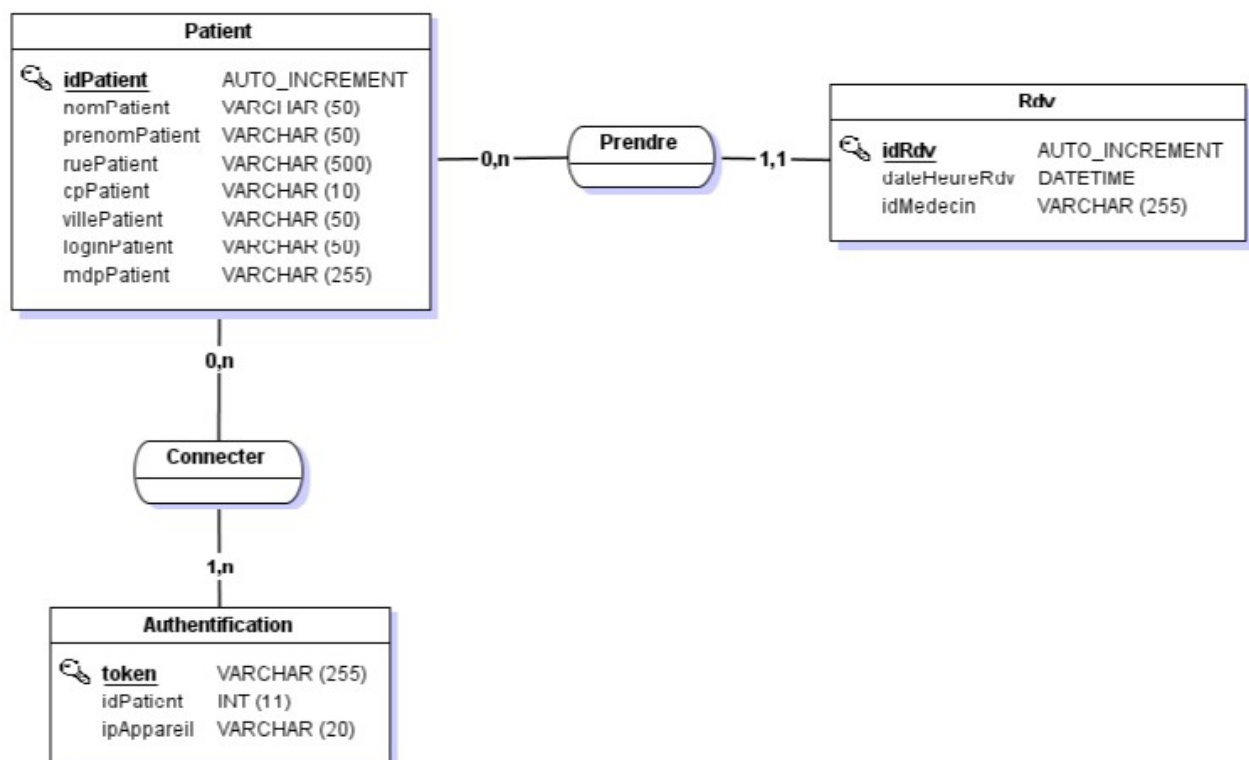 Patient
idPatient AUTO_INCREMENT
nomPatient VARCHAR (50)
prenomPatient VARCHAR (50)
ruePatient VARCHAR (500)
cpPatient VARCHAR (10)
villePatient VARCHAR (50)
loginPatient VARCHAR (50)
mdpPatient VARCHAR (255)
0,n
Prendre
1,1
Rdv
idRdv AUTO_INCREMENT
dateHeureRdv DATETIME
idMedecin VARCHAR (255)
0,n
Connecter
1,n
Authentification
token VARCHAR (255)
idPatient INT (11)
ipAppareil VARCHAR (20)